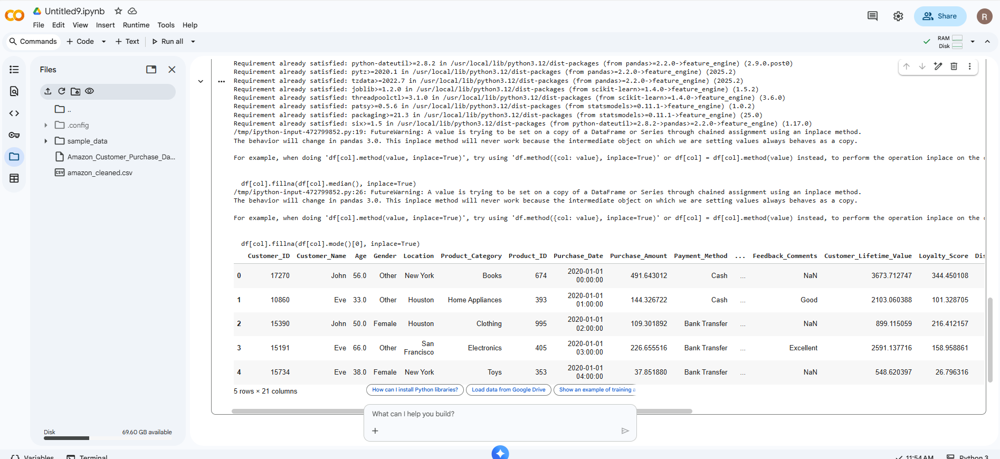 Untitled9.ipynb
File Edit View Insert Runtime Tools Help
Share
R
Commands + Code + Text Run all
RAM
Disk
Files
..
.config
sample_data
Amazon_Customer_Purchase_Da...
amazon_cleaned.csv
Disk 69.60 GB available
Requirement already satisfied: python-dateutil>=2.8.2 in /usr/local/lib/python3.12/dist-packages (from pandas>=2.2.0->feature_engine) (2.9.0.post0)
Requirement already satisfied: pytz>=2020.1 in /usr/local/lib/python3.12/dist-packages (from pandas>=2.2.0->feature_engine) (2025.2)
Requirement already satisfied: tzdata>=2022.7 in /usr/local/lib/python3.12/dist-packages (from pandas>=2.2.0->feature_engine) (2025.2)
Requirement already satisfied: joblib>=1.2.0 in /usr/local/lib/python3.12/dist-packages (from scikit-learn>=1.4.0->feature_engine) (1.5.2)
Requirement already satisfied: threadpoolctl>=3.1.0 in /usr/local/lib/python3.12/dist-packages (from scikit-learn>=1.4.0->feature_engine) (3.6.0)
Requirement already satisfied: patsy>=0.5.6 in /usr/local/lib/python3.12/dist-packages (from statsmodels>=0.11.1->feature_engine) (1.0.2)
Requirement already satisfied: packaging>=21.3 in /usr/local/lib/python3.12/dist-packages (from statsmodels>=0.11.1->feature_engine) (25.0)
Requirement already satisfied: six>=1.5 in /usr/local/lib/python3.12/dist-packages (from python-dateutil>=2.8.2->pandas>=2.2.0->feature_engine) (1.17.0)
/tmp/ipython-input-472799852.py:19: FutureWarning: A value is trying to be set on a copy of a DataFrame or Series through chained assignment using an inplace method.
The behavior will change in pandas 3.0. This inplace method will never work because the intermediate object on which we are setting values always behaves as a copy.
For example, when doing 'df[col].method(value, inplace=True)', try using 'df.method({col: value}, inplace=True)' or df[col] = df[col].method(value) instead, to perform the operation inplace on the
df[col].fillna(df[col].median(), inplace=True)
/tmp/ipython-input-472799852.py:26: FutureWarning: A value is trying to be set on a copy of a DataFrame or Series through chained assignment using an inplace method.
The behavior will change in pandas 3.0. This inplace method will never work because the intermediate object on which we are setting values always behaves as a copy.
For example, when doing 'df[col].method(value, inplace=True)', try using 'df.method({col: value}, inplace=True)' or df[col] = df[col].method(value) instead, to perform the operation inplace on the
df[col].fillna(df[col].mode()[0], inplace=True)
Customer_ID Customer_Name Age Gender Location Product_Category Product_ID Purchase_Date Purchase_Amount Payment_Method ... Feedback_Comments Customer_Lifetime_Value Loyalty_Score Dis
0 17270 John 56.0 Other New York Books 674 2020-01-01 00:00:00 491.643012 Cash ... NaN 3673.712747 344.450108
1 10860 Eve 33.0 Other Houston Home Appliances 393 2020-01-01 01:00:00 144.326722 Cash ... Good 2103.060388 101.328705
2 15390 John 50.0 Female Houston Clothing 995 2020-01-01 02:00:00 109.301892 Bank Transfer ... NaN 899.115059 216.412157
3 15191 Eve 66.0 Other San Francisco Electronics 405 2020-01-01 03:00:00 226.655516 Bank Transfer ... Excellent 2591.137716 158.958861
4 15734 Eve 38.0 Female New York Toys 353 2020-01-01 04:00:00 37.851880 Bank Transfer ... NaN 548.620397 26.796316
5 rows × 21 columns
How can I install Python libraries? Load data from Google Drive Show an example of training
What can I help you build?
Variables Terminal 11:54 AM Python 3